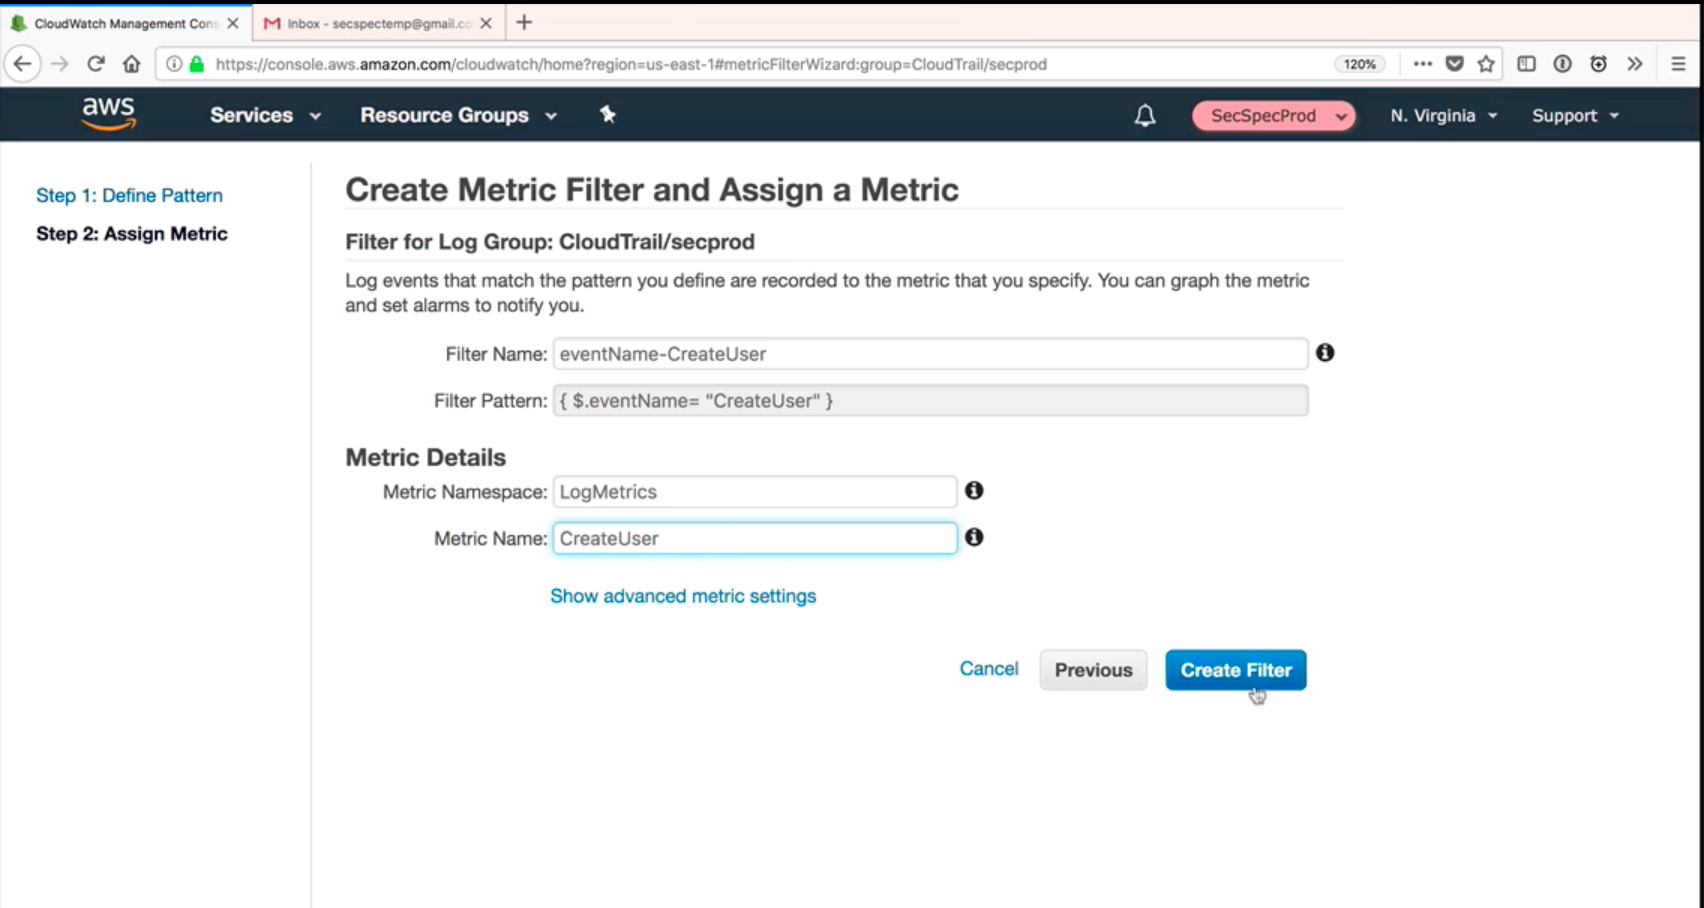 CloudWatch Management Cons
Inbox - secspectemp@gmail.co
https://console.aws.amazon.com/cloudwatch/home?region=us-east-1#metricFilterWizard:group=CloudTrail/secprod
120%
aws
Services
Resource Groups
SecSpecProd
N. Virginia
Support
Step 1: Define Pattern
Step 2: Assign Metric
Create Metric Filter and Assign a Metric
Filter for Log Group: CloudTrail/secprod
Log events that match the pattern you define are recorded to the metric that you specify. You can graph the metric
and set alarms to notify you.
Filter Name: eventName-CreateUser
Filter Pattern: { $.eventName= "CreateUser" }
Metric Details
Metric Namespace: LogMetrics
Metric Name: CreateUser
Show advanced metric settings
Cancel
Previous
Create Filter